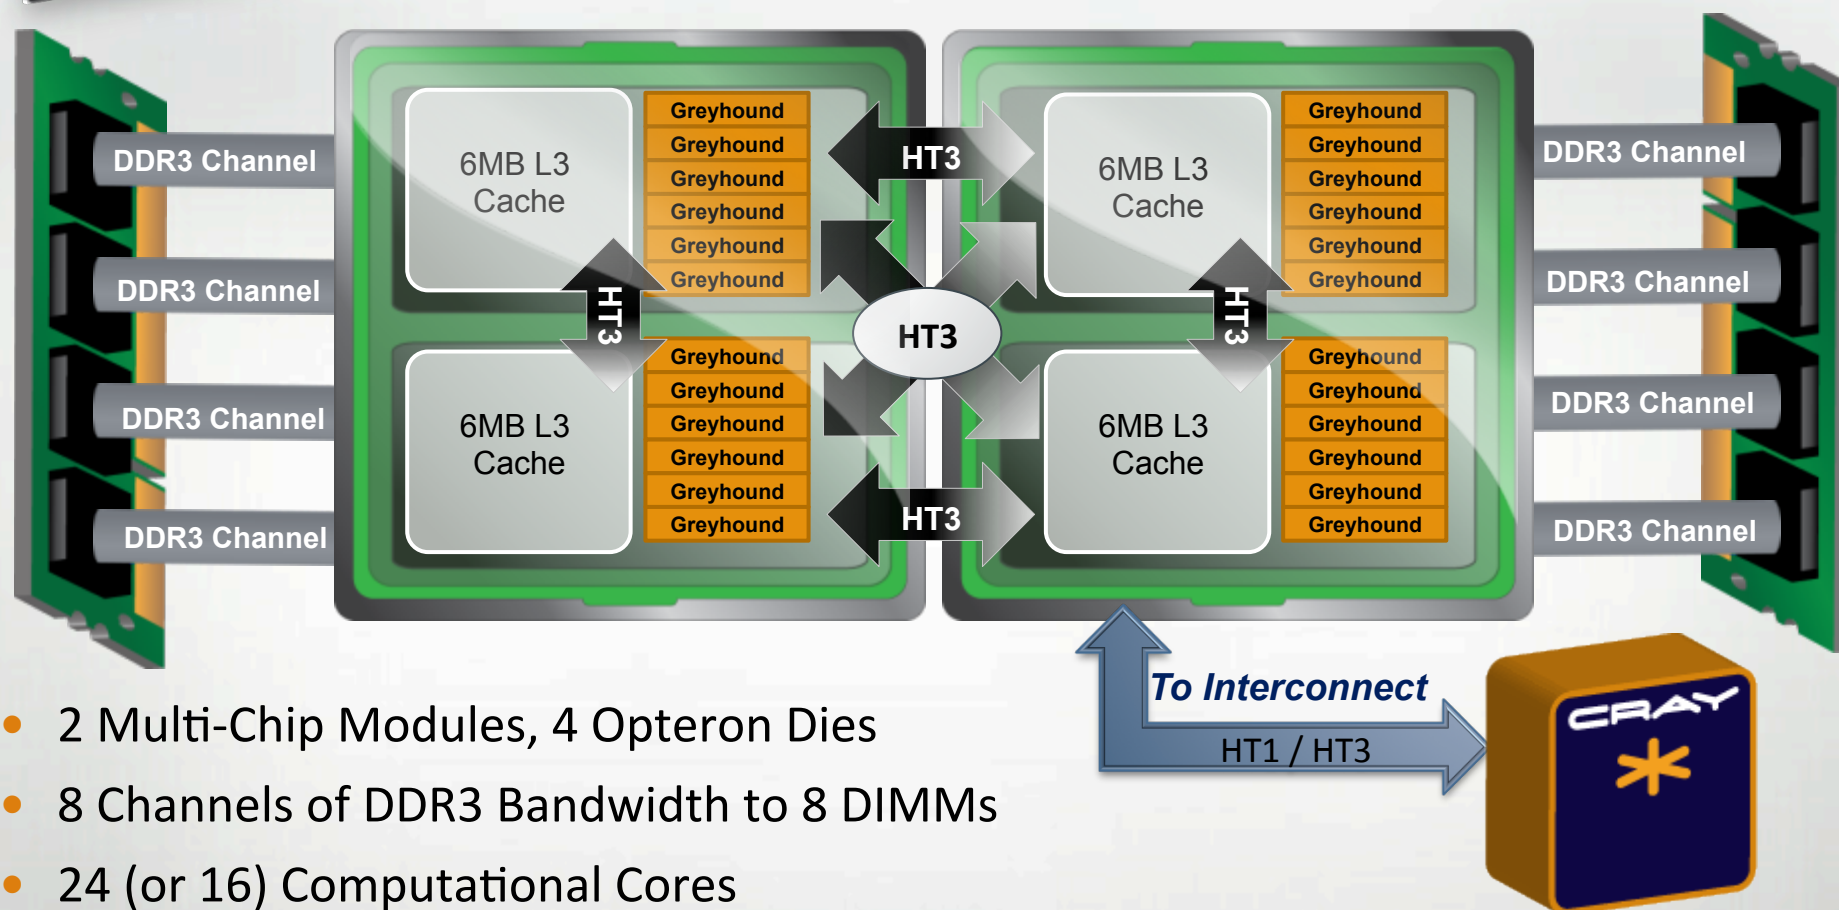 DDR3 Channel
DDR3 Channel
DDR3 Channel
DDR3 Channel
6MB L3
Cache
Greyhound
Greyhound
Greyhound
Greyhound
Greyhound
Greyhound
HT3
6MB L3
Cache
Greyhound
Greyhound
Greyhound
Greyhound
Greyhound
Greyhound
HT3
HT3
HT3
6MB L3
Cache
Greyhound
Greyhound
Greyhound
Greyhound
Greyhound
Greyhound
HT3
6MB L3
Cache
Greyhound
Greyhound
Greyhound
Greyhound
Greyhound
Greyhound
DDR3 Channel
DDR3 Channel
DDR3 Channel
DDR3 Channel
To Interconnect
HT1 / HT3
CRAY
• 2 Multi-Chip Modules, 4 Opteron Dies
• 8 Channels of DDR3 Bandwidth to 8 DIMMs
• 24 (or 16) Computational Cores